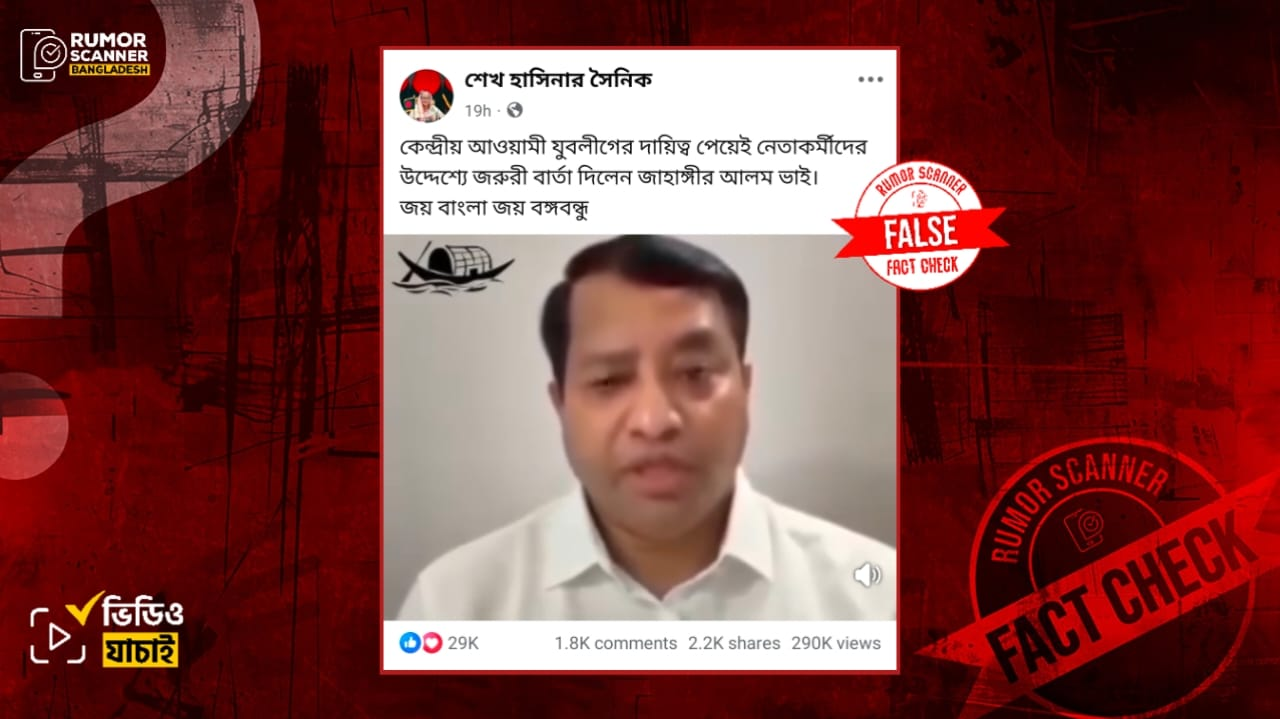 RUMOR
SCANNER
BANGLADESH
শেখ হাসিনার সৈনিক
19h
কেন্দ্রীয় আওয়ামী যুবলীগের দায়িত্ব পেয়েই নেতাকর্মীদের
উদ্দেশ্যে জরুরী বার্তা দিলেন জাহাঙ্গীর আলম ভাই।
জয় বাংলা জয় বঙ্গবন্ধু
RUMOR SCANNER
FALSE
FACT CHECK
29K
1.8K comments 2.2K shares 290K views
ভিডিও
যাচাই
RUMOR SCANNER
FACT CHECK